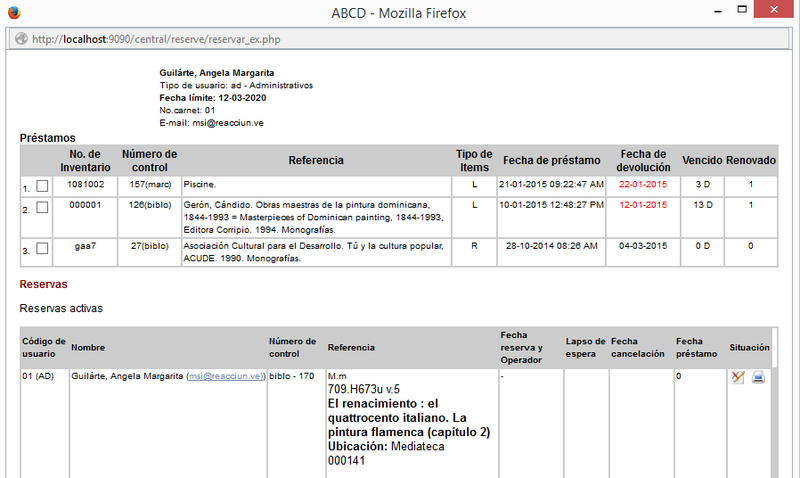 ABCD - Mozilla Firefox
http://localhost:9090/central/reserve/reservar_ex.php
Guilárte, Angela Margarita
Tipo de usuario: ad - Administrativos
Fecha límite: 12-03-2020
No.carnet: 01
E-mail: msi@reacciun.ve
Préstamos
No. de Inventario Número de control Referencia Tipo de Items Fecha de préstamo Fecha de devolución Vencido Renovado
1. 1081002 157(marc) Piscine. L 21-01-2015 09:22:47 AM 22-01-2015 3 D 1
2. 000001 126(biblo) Gerón, Cándido. Obras maestras de la pintura dominicana, L 10-01-2015 12:48:27 PM 12-01-2015 13 D 1
1844-1993 = Masterpieces of Dominican painting, 1844-1993,
Editora Corripio. 1994. Monografías.
3. gaa7 27(biblo) Asociación Cultural para el Desarrollo. Tú y la cultura popular, R 28-10-2014 08:26 AM 04-03-2015 0 D 0
ACUDE. 1990. Monografías.
Reservas
Reservas activas
Código de usuario Nombre Número de control Referencia Fecha reserva y Operador Lapso de espera Fecha cancelación Fecha préstamo Situación
01 (AD) Guilárte, Angela Margarita (msi@reacciun.ve)) biblo - 170 M.m - 0
709.H673u v.5
El renacimiento : el
quattrocento italiano. La
pintura flamenca (capítulo 2)
Ubicación: Mediateca
000141